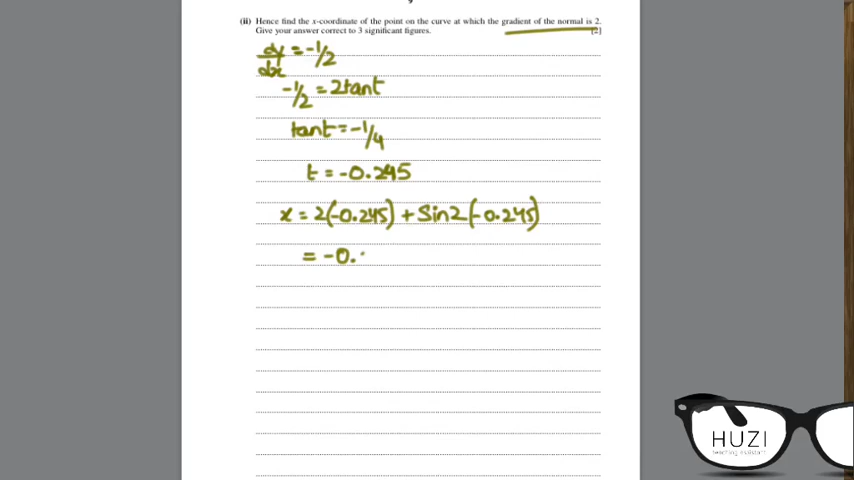 (ii) Hence find the x-coordinate of the point on the curve at which the gradient of the normal is 2.
Give your answer correct to 3 significant figures. [2]
dy/dx = -1/2
-1/2 = 2tant
tant = -1/4
t = -0.245
x = 2(-0.245) + Sin2(-0.245)
= -0.
HUZI
teaching assistant